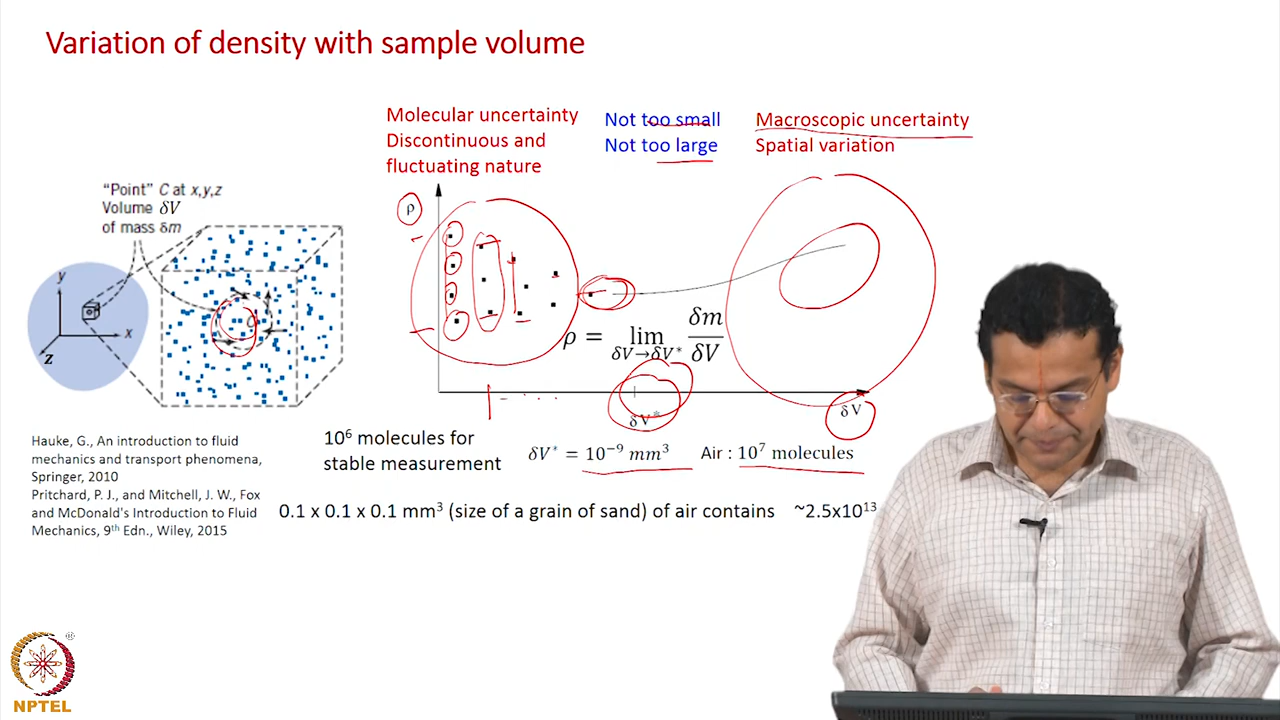 Variation of density with sample volume
Molecular uncertainty
Discontinuous and
fluctuating nature
Not too small
Not too large
Macroscopic uncertainty
Spatial variation
"Point" C at x,y,z
Volume δV
of mass δm
y
x
z
C
ρ
ρ = lim δm/δV
δV→δV*
δV*
δV
10⁶ molecules for
stable measurement
δV* = 10⁻⁹ mm³
Air : 10⁷ molecules
0.1 x 0.1 x 0.1 mm³ (size of a grain of sand) of air contains ~2.5x10¹³
Hauke, G., An introduction to fluid
mechanics and transport phenomena,
Springer, 2010
Pritchard, P. J., and Mitchell, J. W., Fox
and McDonald's Introduction to Fluid
Mechanics, 9th Edn., Wiley, 2015
®
NPTEL